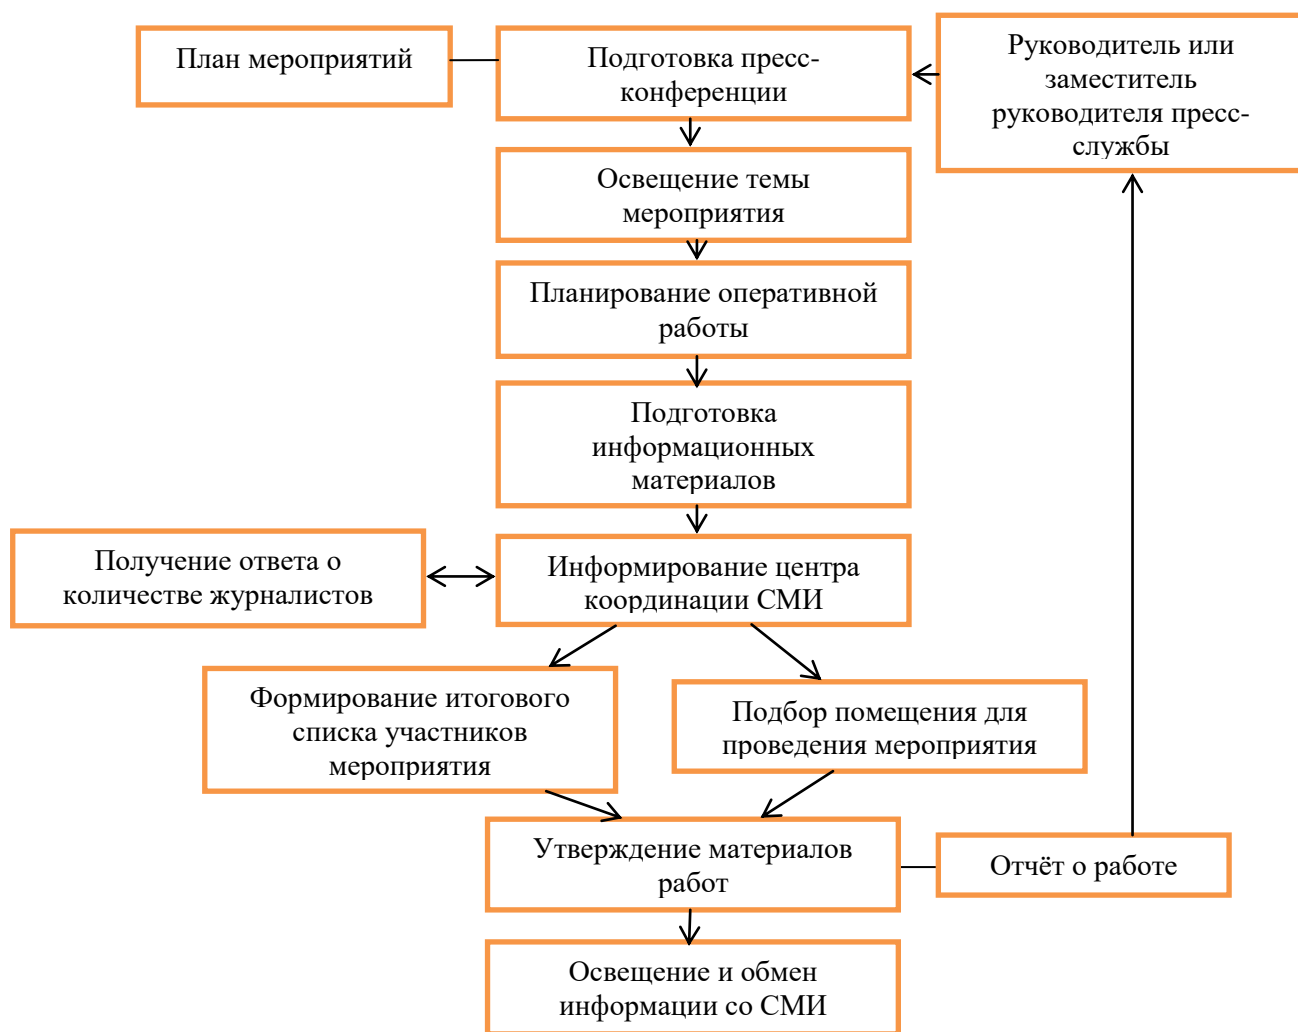 План мероприятий
Подготовка пресс-
конференции
Руководитель или
заместитель
руководителя пресс-
службы
Освещение темы
мероприятия
Планирование оперативной
работы
Подготовка
информационных
материалов
Получение ответа о
количестве журналистов
Информирование центра
координации СМИ
Формирование итогового
списка участников
мероприятия
Подбор помещения для
проведения мероприятия
Утверждение материалов
работ
Отчёт о работе
Освещение и обмен
информации со СМИ